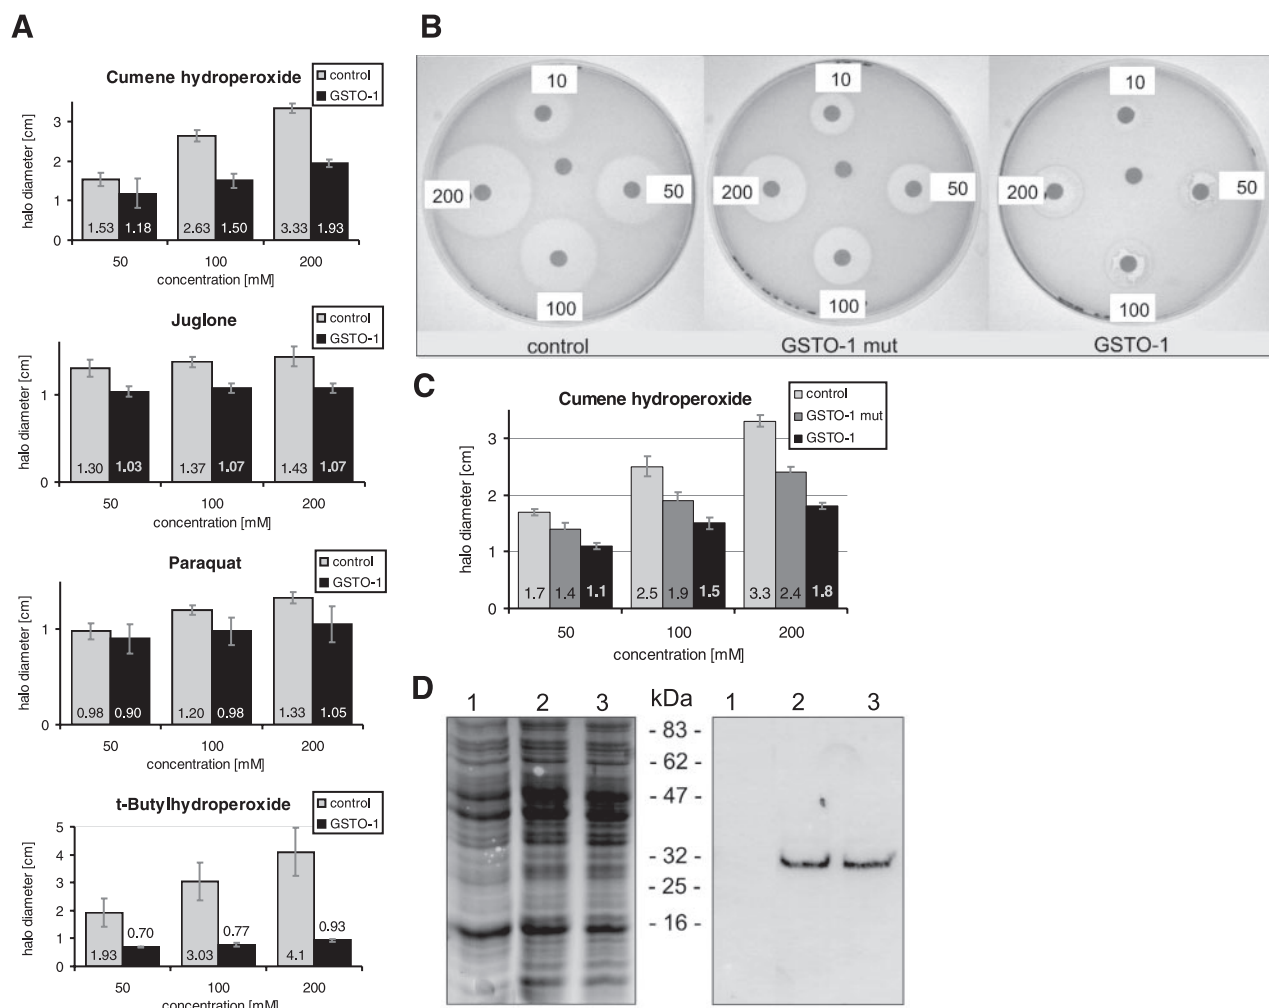 A
Cumene hydroperoxide
control
GSTO-1
halo diameter [cm]
3
2
1
0
1.53 1.18 2.63 1.50 3.33 1.93
50 100 200
concentration [mM]
Juglone
control
GSTO-1
halo diameter [cm]
1
0
1.30 1.03 1.37 1.07 1.43 1.07
50 100 200
concentration [mM]
Paraquat
control
GSTO-1
halo diameter [cm]
1
0
0.98 0.90 1.20 0.98 1.33 1.05
50 100 200
concentration [mM]
t-Butylhydroperoxide
control
GSTO-1
halo diameter [cm]
5
4
3
2
1
0
1.93 0.70 3.03 0.77 4.1 0.93
50 100 200
concentration [mM]
B
10 10 10
200 50 200 50 200 50
100 100 100
control GSTO-1 mut GSTO-1
C
Cumene hydroperoxide
control
GSTO-1 mut
GSTO-1
halo diameter [cm]
3
2
1
0
1.7 1.4 1.1 2.5 1.9 1.5 3.3 2.4 1.8
50 100 200
concentration [mM]
D
1 2 3 kDa 1 2 3
- 83 -
- 62 -
- 47 -
- 32 -
- 25 -
- 16 -